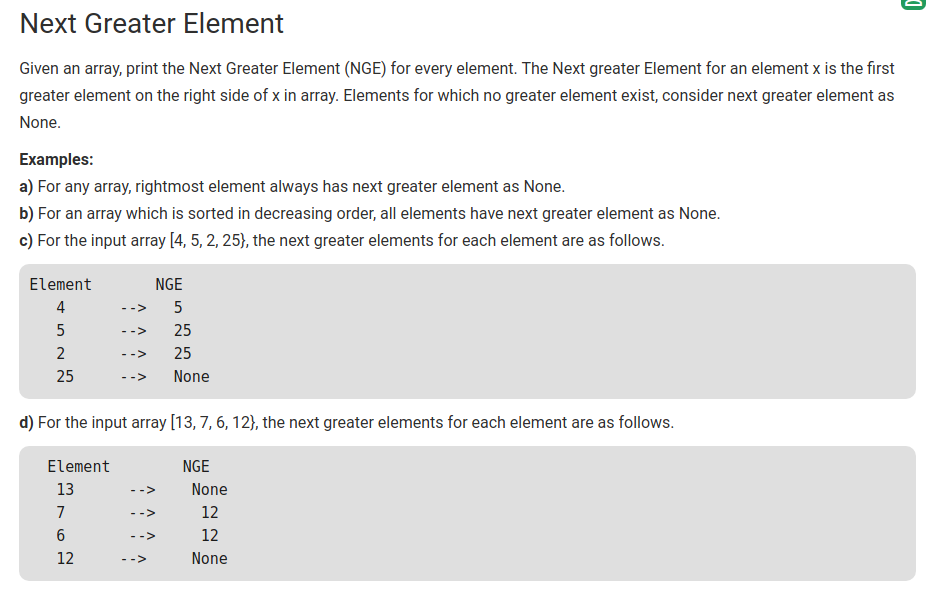 Next Greater Element
Given an array, print the Next Greater Element (NGE) for every element. The Next greater Element for an element x is the first
greater element on the right side of x in array. Elements for which no greater element exist, consider next greater element as
None.
Examples:
a) For any array, rightmost element always has next greater element as None.
b) For an array which is sorted in decreasing order, all elements have next greater element as None.
c) For the input array [4, 5, 2, 25}, the next greater elements for each element are as follows.
Element NGE
4 --> 5
5 --> 25
2 --> 25
25 --> None
d) For the input array [13, 7, 6, 12}, the next greater elements for each element are as follows.
Element NGE
13 --> None
7 --> 12
6 --> 12
12 --> None